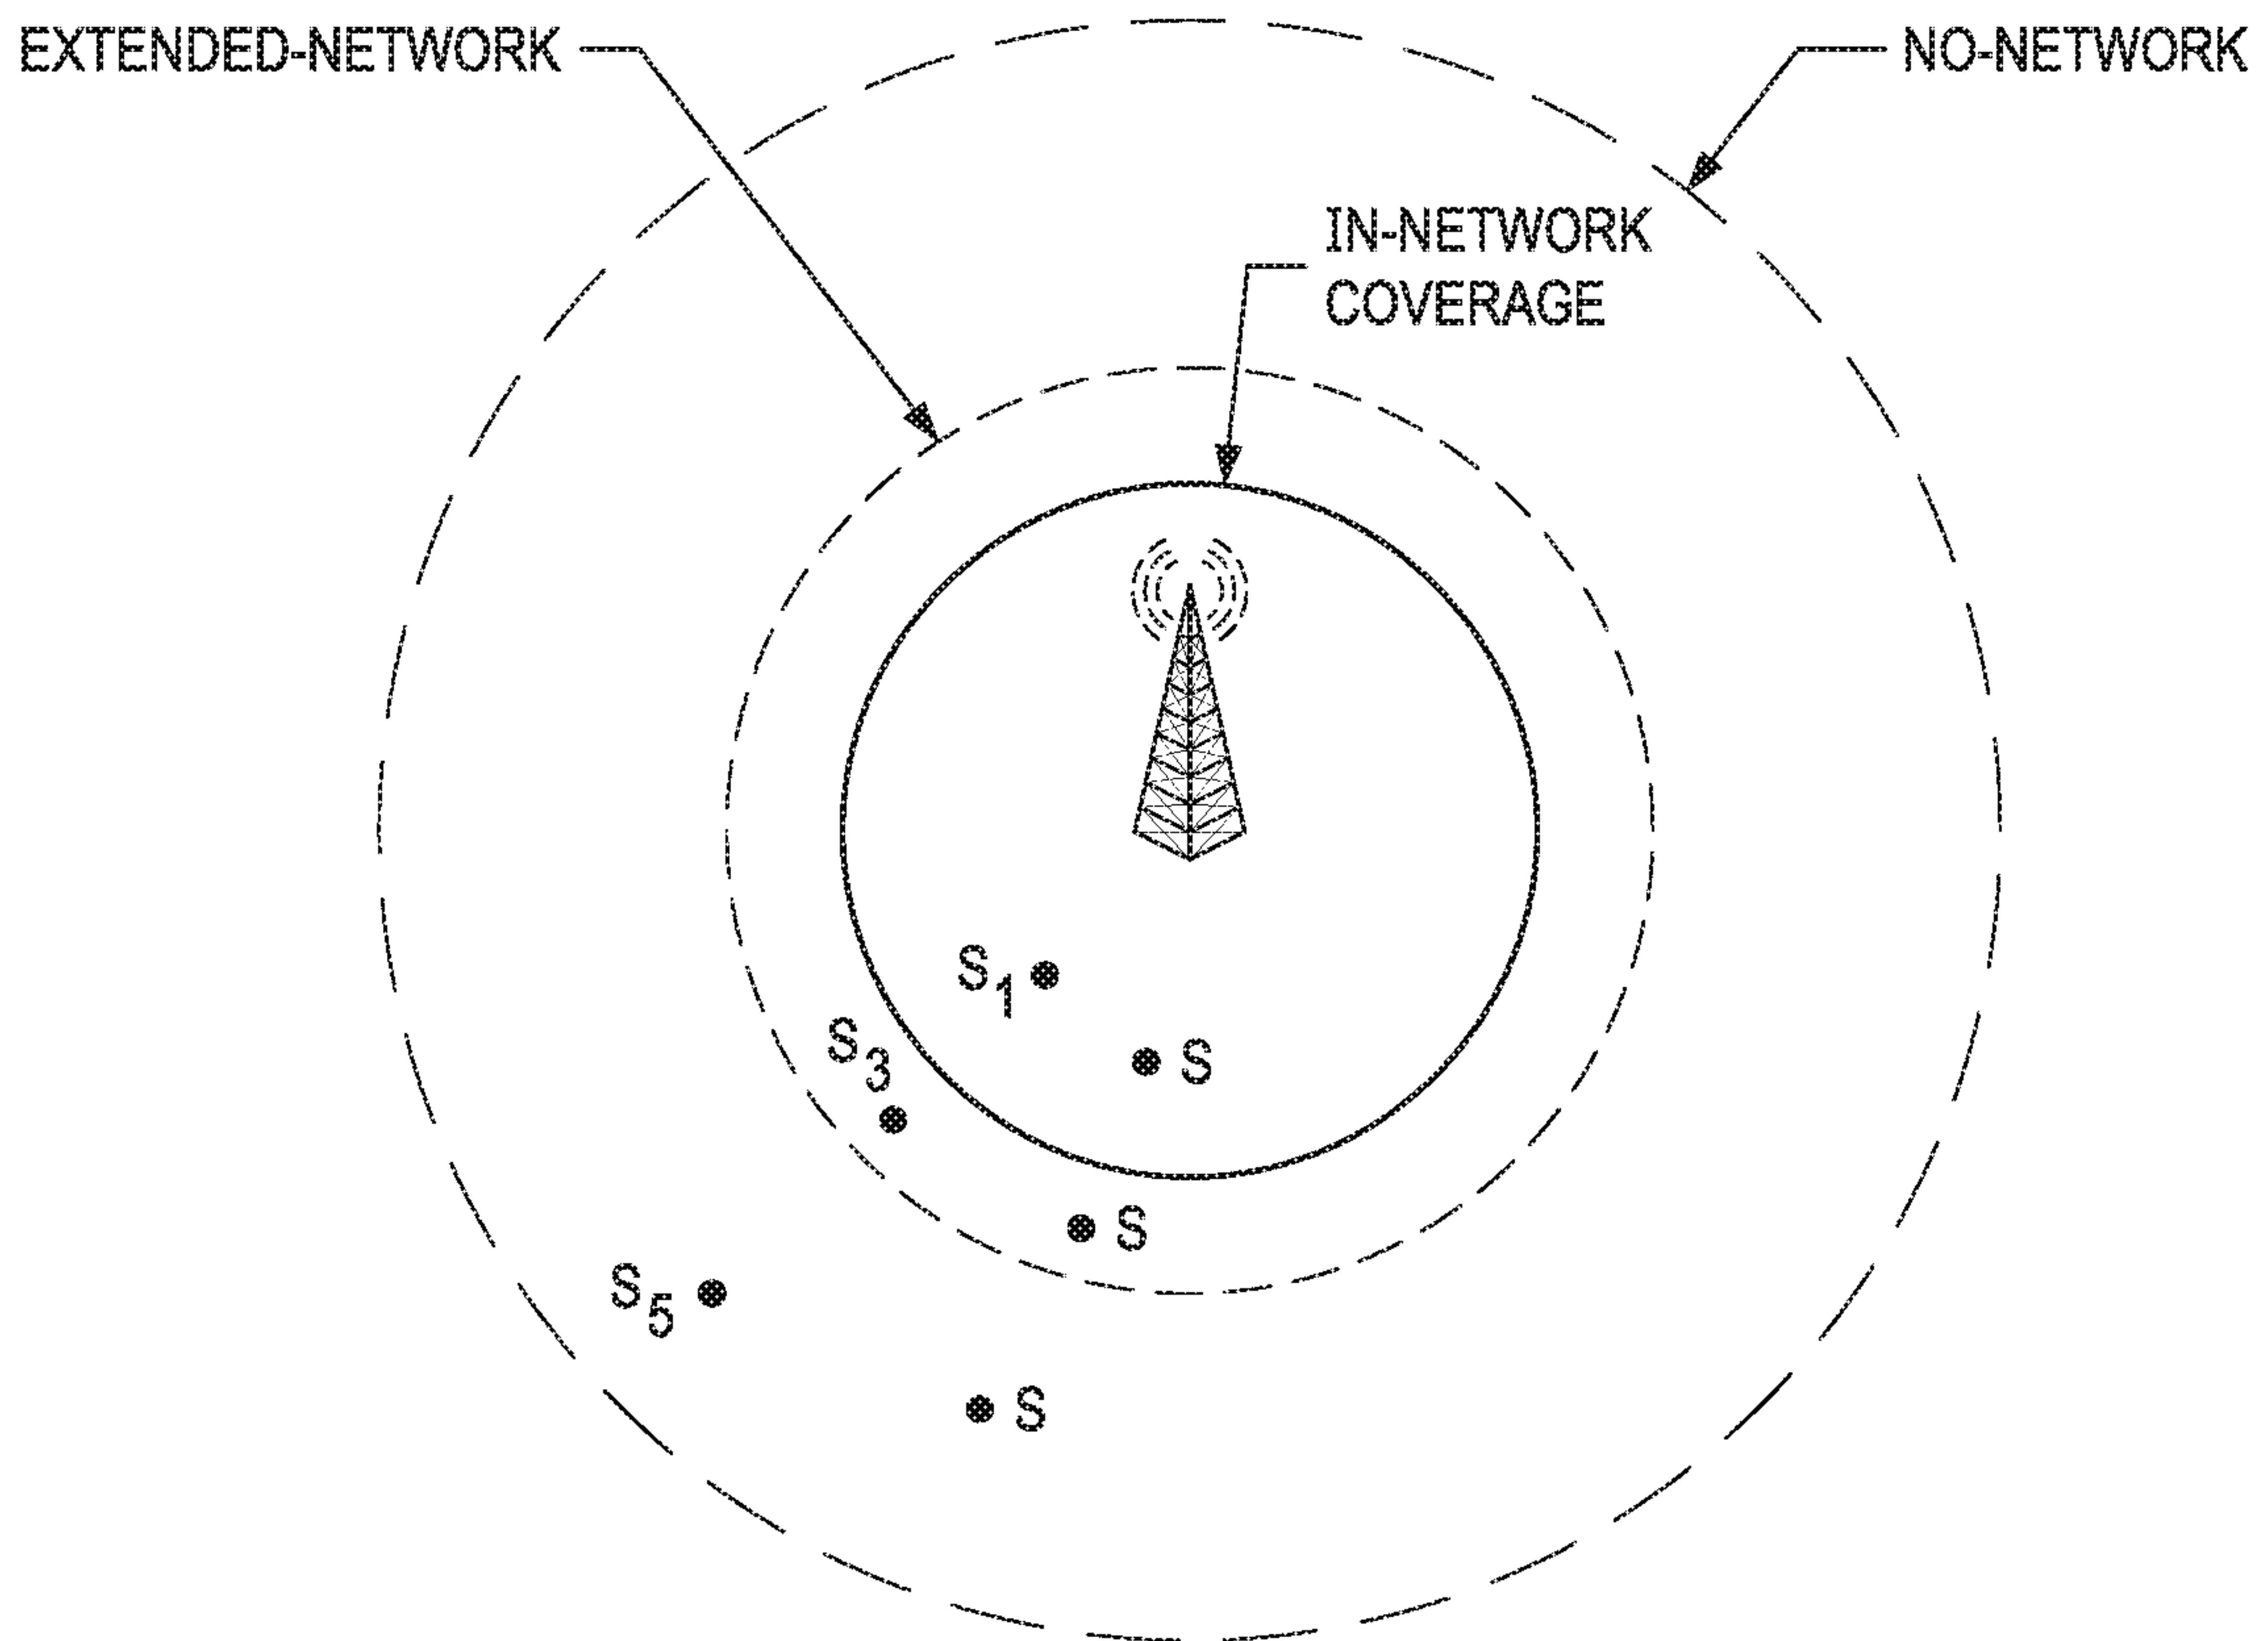 EXTENDED-NETWORK
NO-NETWORK
IN-NETWORK
COVERAGE
S1
S
S3
S
S5
S